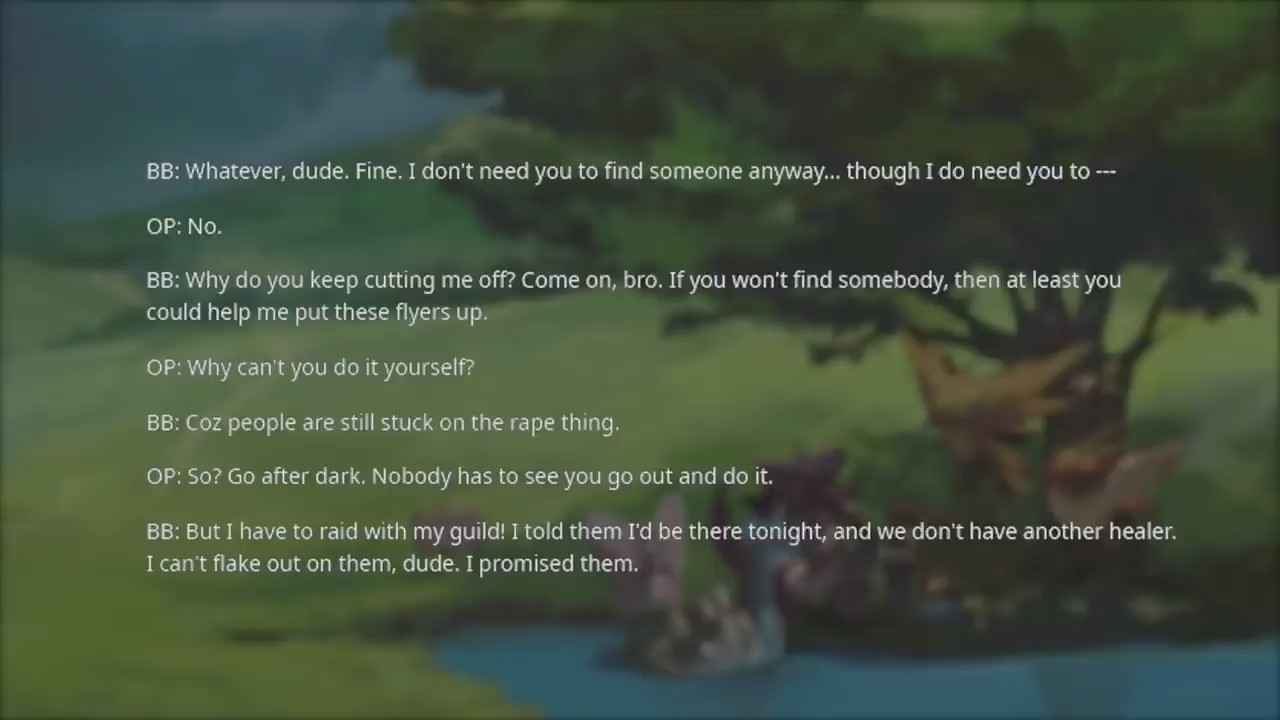 BB: Whatever, dude. Fine. I don't need you to find someone anyway... though I do need you to ---
OP: No.
BB: Why do you keep cutting me off? Come on, bro. If you won't find somebody, then at least you
could help me put these flyers up.
OP: Why can't you do it yourself?
BB: Coz people are still stuck on the rape thing.
OP: So? Go after dark. Nobody has to see you go out and do it.
BB: But I have to raid with my guild! I told them I'd be there tonight, and we don't have another healer.
I can't flake out on them, dude. I promised them.